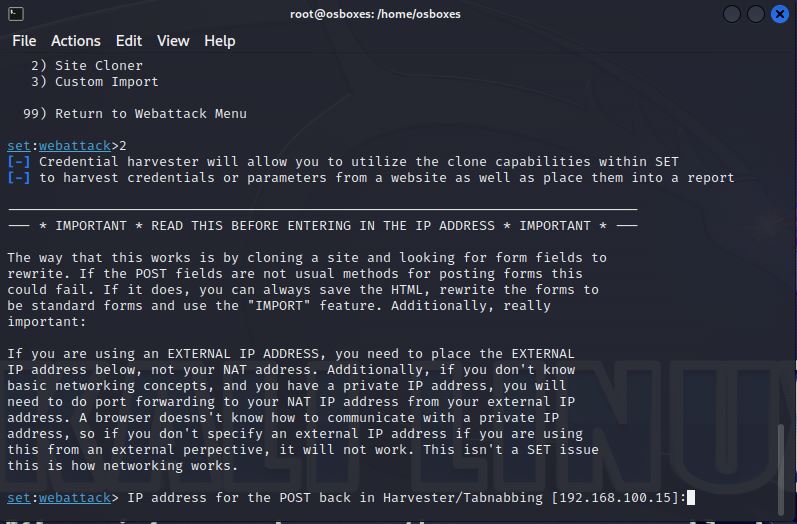 root@osboxes: /home/osboxes
File Actions Edit View Help
2) Site Cloner
3) Custom Import
99) Return to Webattack Menu
set:webattack>2
[-] Credential harvester will allow you to utilize the clone capabilities within SET
[-] to harvest credentials or parameters from a website as well as place them into a report
--- * IMPORTANT * READ THIS BEFORE ENTERING IN THE IP ADDRESS * IMPORTANT * ---
The way that this works is by cloning a site and looking for form fields to
rewrite. If the POST fields are not usual methods for posting forms this
could fail. If it does, you can always save the HTML, rewrite the forms to
be standard forms and use the "IMPORT" feature. Additionally, really
important:
If you are using an EXTERNAL IP ADDRESS, you need to place the EXTERNAL
IP address below, not your NAT address. Additionally, if you don't know
basic networking concepts, and you have a private IP address, you will
need to do port forwarding to your NAT IP address from your external IP
address. A browser doesns't know how to communicate with a private IP
address, so if you don't specify an external IP address if you are using
this from an external perpective, it will not work. This isn't a SET issue
this is how networking works.
set:webattack> IP address for the POST back in Harvester/Tabnabbing [192.168.100.15]: